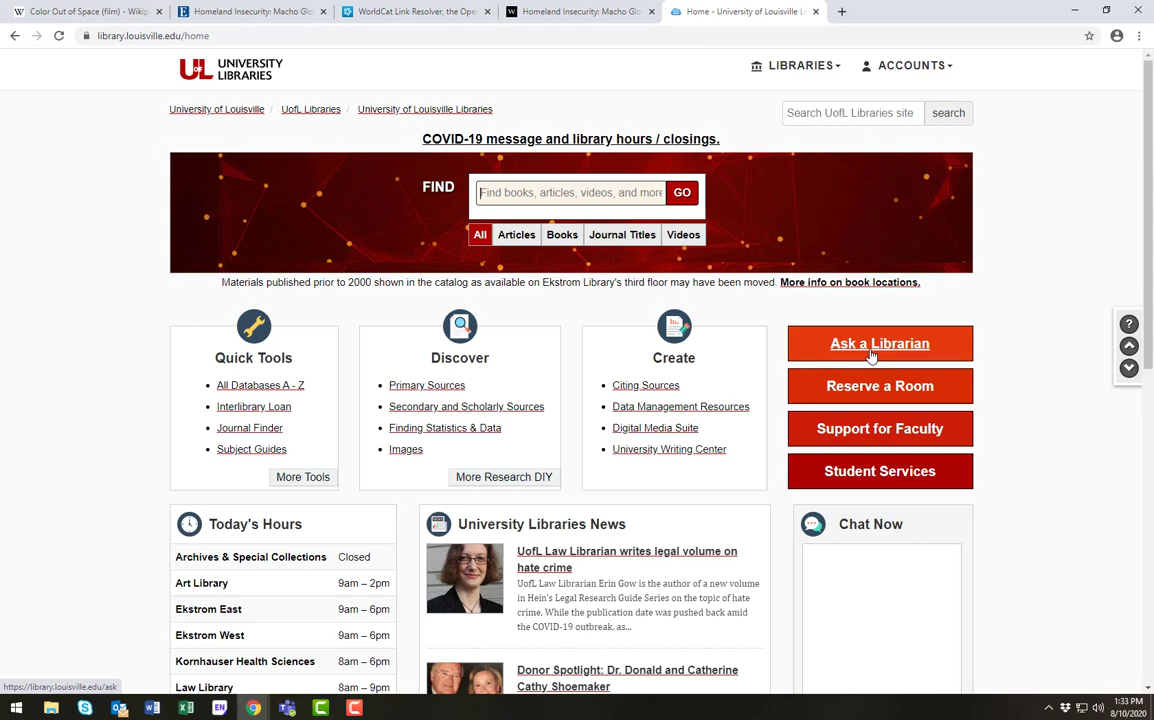 Color Out of Space (film) - Wikip
Homeland Insecurity: Macho Glo
WorldCat Link Resolver, the Ope
Homeland Insecurity: Macho Glo
Home - University of Louisville L
library.louisville.edu/home
UNIVERSITY LIBRARIES
LIBRARIES
ACCOUNTS
University of Louisville / UofL Libraries / University of Louisville Libraries
Search UofL Libraries site
search
COVID-19 message and library hours / closings.
FIND
Find books, articles, videos, and more
GO
All
Articles
Books
Journal Titles
Videos
Materials published prior to 2000 shown in the catalog as available on Ekstrom Library's third floor may have been moved. More info on book locations.
Quick Tools
All Databases A - Z
Interlibrary Loan
Journal Finder
Subject Guides
More Tools
Discover
Primary Sources
Secondary and Scholarly Sources
Finding Statistics & Data
Images
More Research DIY
Create
Citing Sources
Data Management Resources
Digital Media Suite
University Writing Center
Ask a Librarian
Reserve a Room
Support for Faculty
Student Services
Today's Hours
Archives & Special Collections Closed
Art Library 9am – 2pm
Ekstrom East 9am – 6pm
Ekstrom West 9am – 6pm
Kornhauser Health Sciences 8am – 6pm
Law Library 8am – 9pm
University Libraries News
UofL Law Librarian writes legal volume on
hate crime
UofL Law Librarian Erin Gow is the author of a new volume
in Hein's Legal Research Guide Series on the topic of hate
crime. While the publication date was pushed back amid
the COVID-19 outbreak, as...
Donor Spotlight: Dr. Donald and Catherine
Cathy Shoemaker
Chat Now
https://library.louisville.edu/ask
1:33 PM
8/10/2020